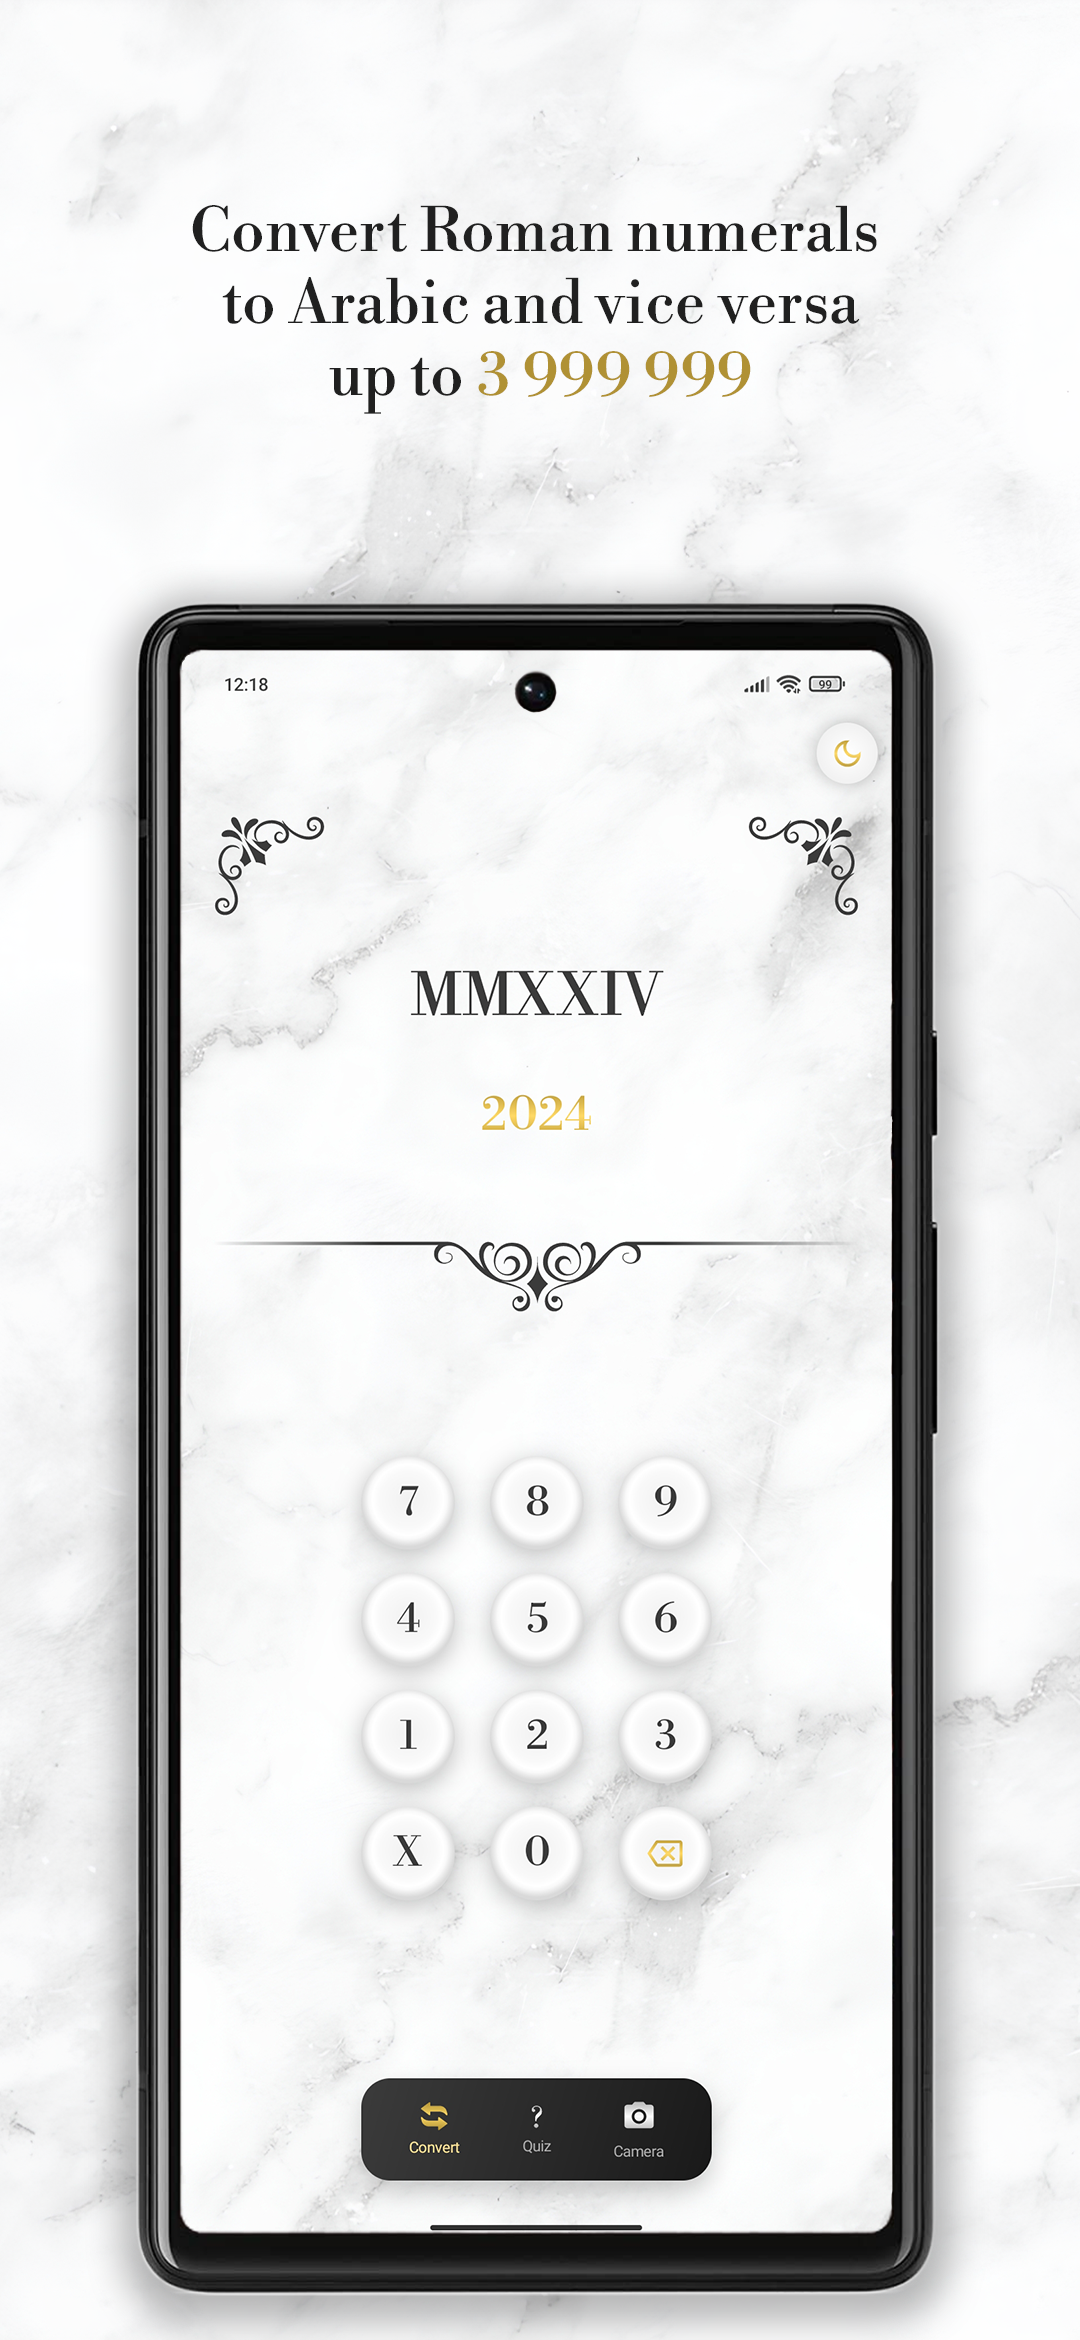 Convert Roman numerals
to Arabic and vice versa
up to 3 999 999
12:18
99
MMXXIV
2024
7 8 9
4 5 6
1 2 3
X 0
Convert ? Quiz Camera